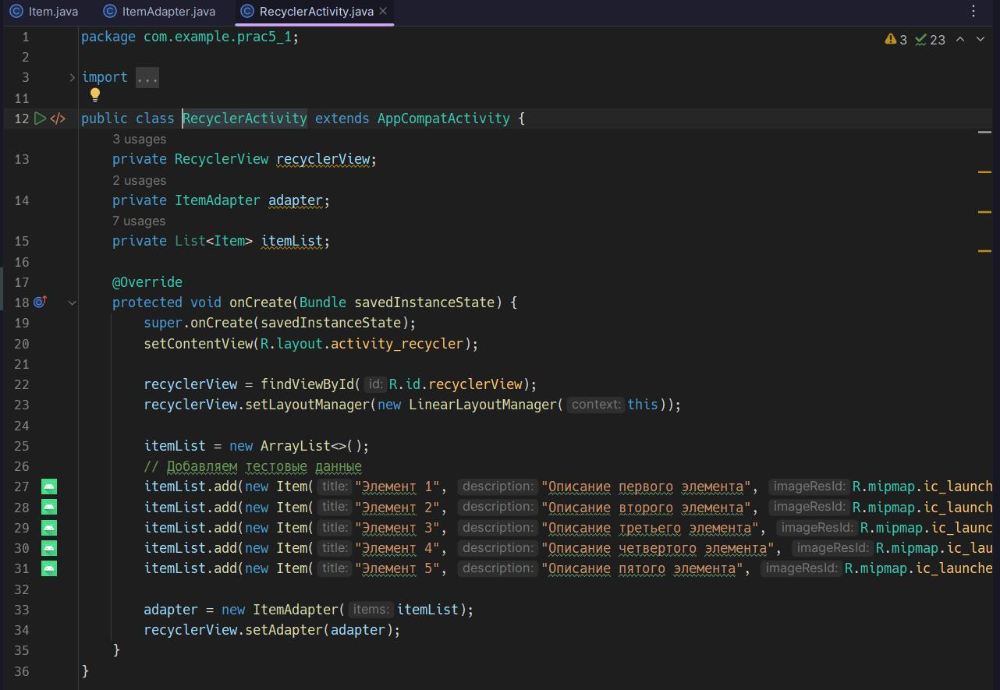 Item.java ItemAdapter.java RecyclerActivity.java
1 package com.example.prac5_1; 3 23
2
3 import ...
11
12 public class RecyclerActivity extends AppCompatActivity {
3 usages
13 private RecyclerView recyclerView;
2 usages
14 private ItemAdapter adapter;
7 usages
15 private List<Item> itemList;
16
17 @Override
18 protected void onCreate(Bundle savedInstanceState) {
19 super.onCreate(savedInstanceState);
20 setContentView(R.layout.activity_recycler);
21
22 recyclerView = findViewById( id: R.id.recyclerView);
23 recyclerView.setLayoutManager(new LinearLayoutManager( context: this));
24
25 itemList = new ArrayList<>();
26 // Добавляем тестовые данные
27 itemList.add(new Item( title: "Элемент 1", description: "Описание первого элемента", imageResId: R.mipmap.ic_launch
28 itemList.add(new Item( title: "Элемент 2", description: "Описание второго элемента", imageResId: R.mipmap.ic_launch
29 itemList.add(new Item( title: "Элемент 3", description: "Описание третьего элемента", imageResId: R.mipmap.ic_launc
30 itemList.add(new Item( title: "Элемент 4", description: "Описание четвертого элемента", imageResId: R.mipmap.ic_lau
31 itemList.add(new Item( title: "Элемент 5", description: "Описание пятого элемента", imageResId: R.mipmap.ic_launche
32
33 adapter = new ItemAdapter( items: itemList);
34 recyclerView.setAdapter(adapter);
35 }
36 }